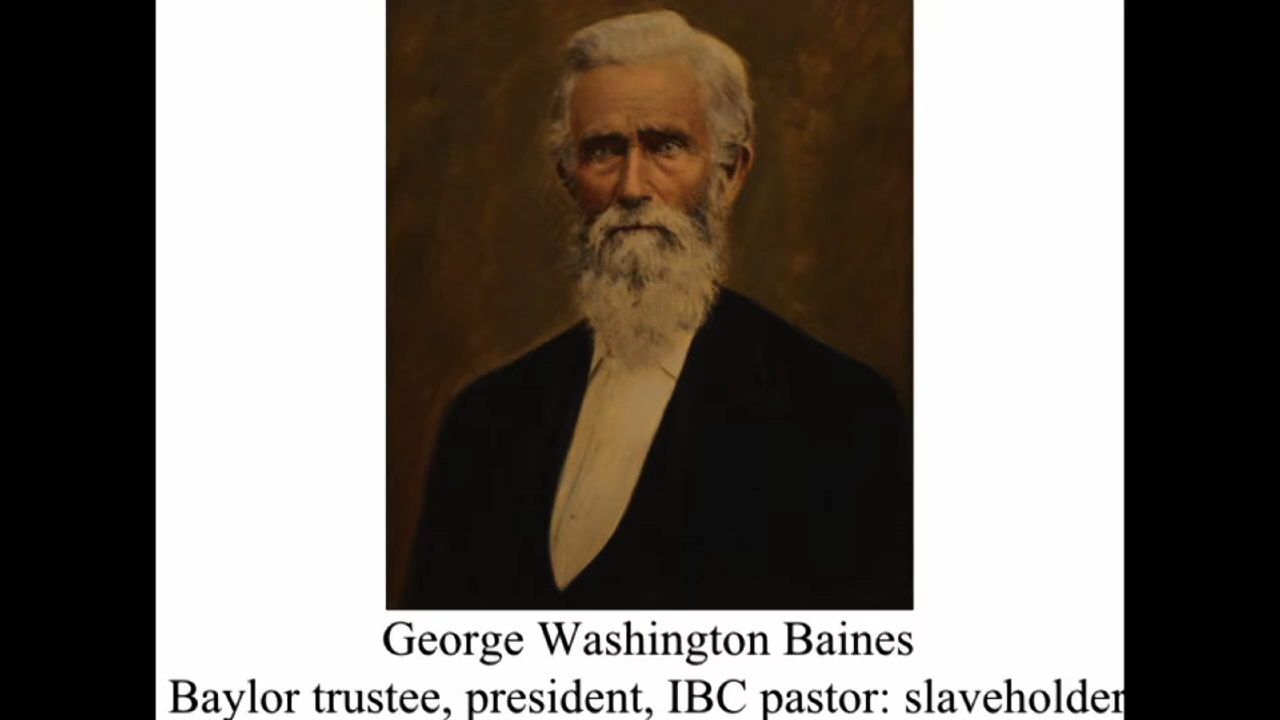 George Washington Baines
Baylor trustee, president, IBC pastor: slaveholder